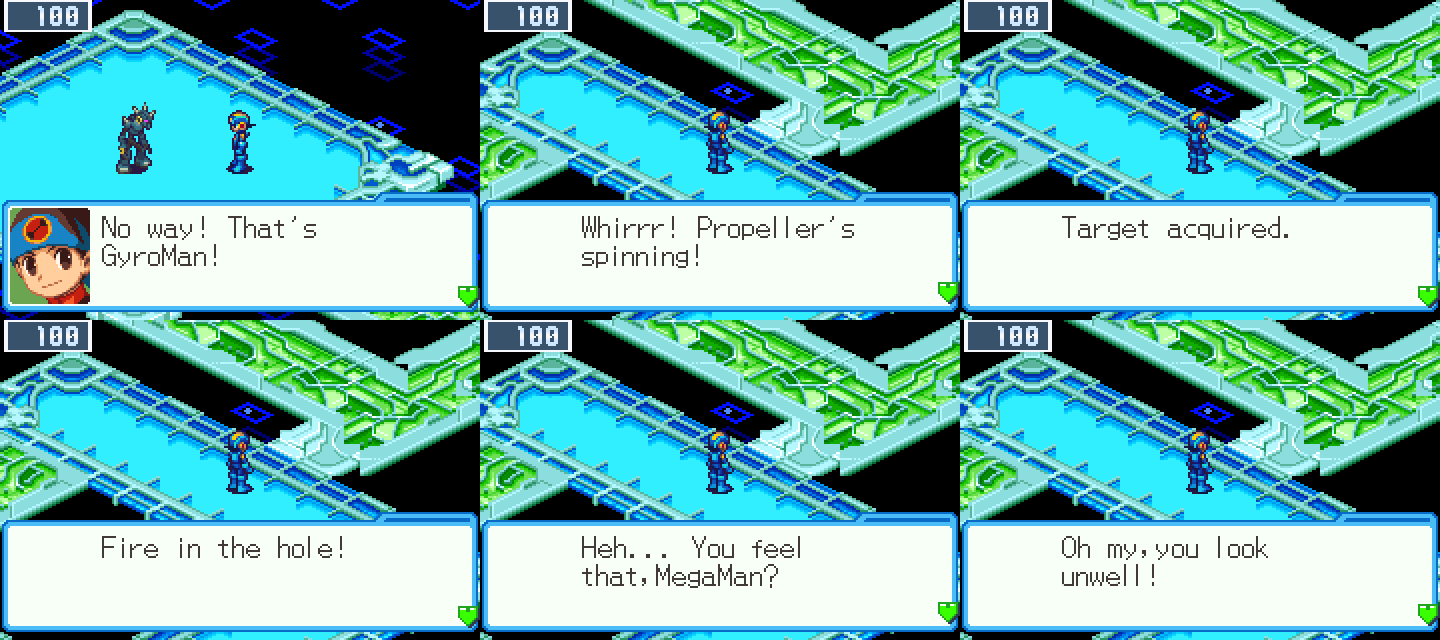 100
No way! That's
GyroMan!
100
Whirrr! Propeller's
spinning!
100
Target acquired.
100
Fire in the hole!
100
Heh... You feel
that,MegaMan?
100
Oh my,you look
unwell!